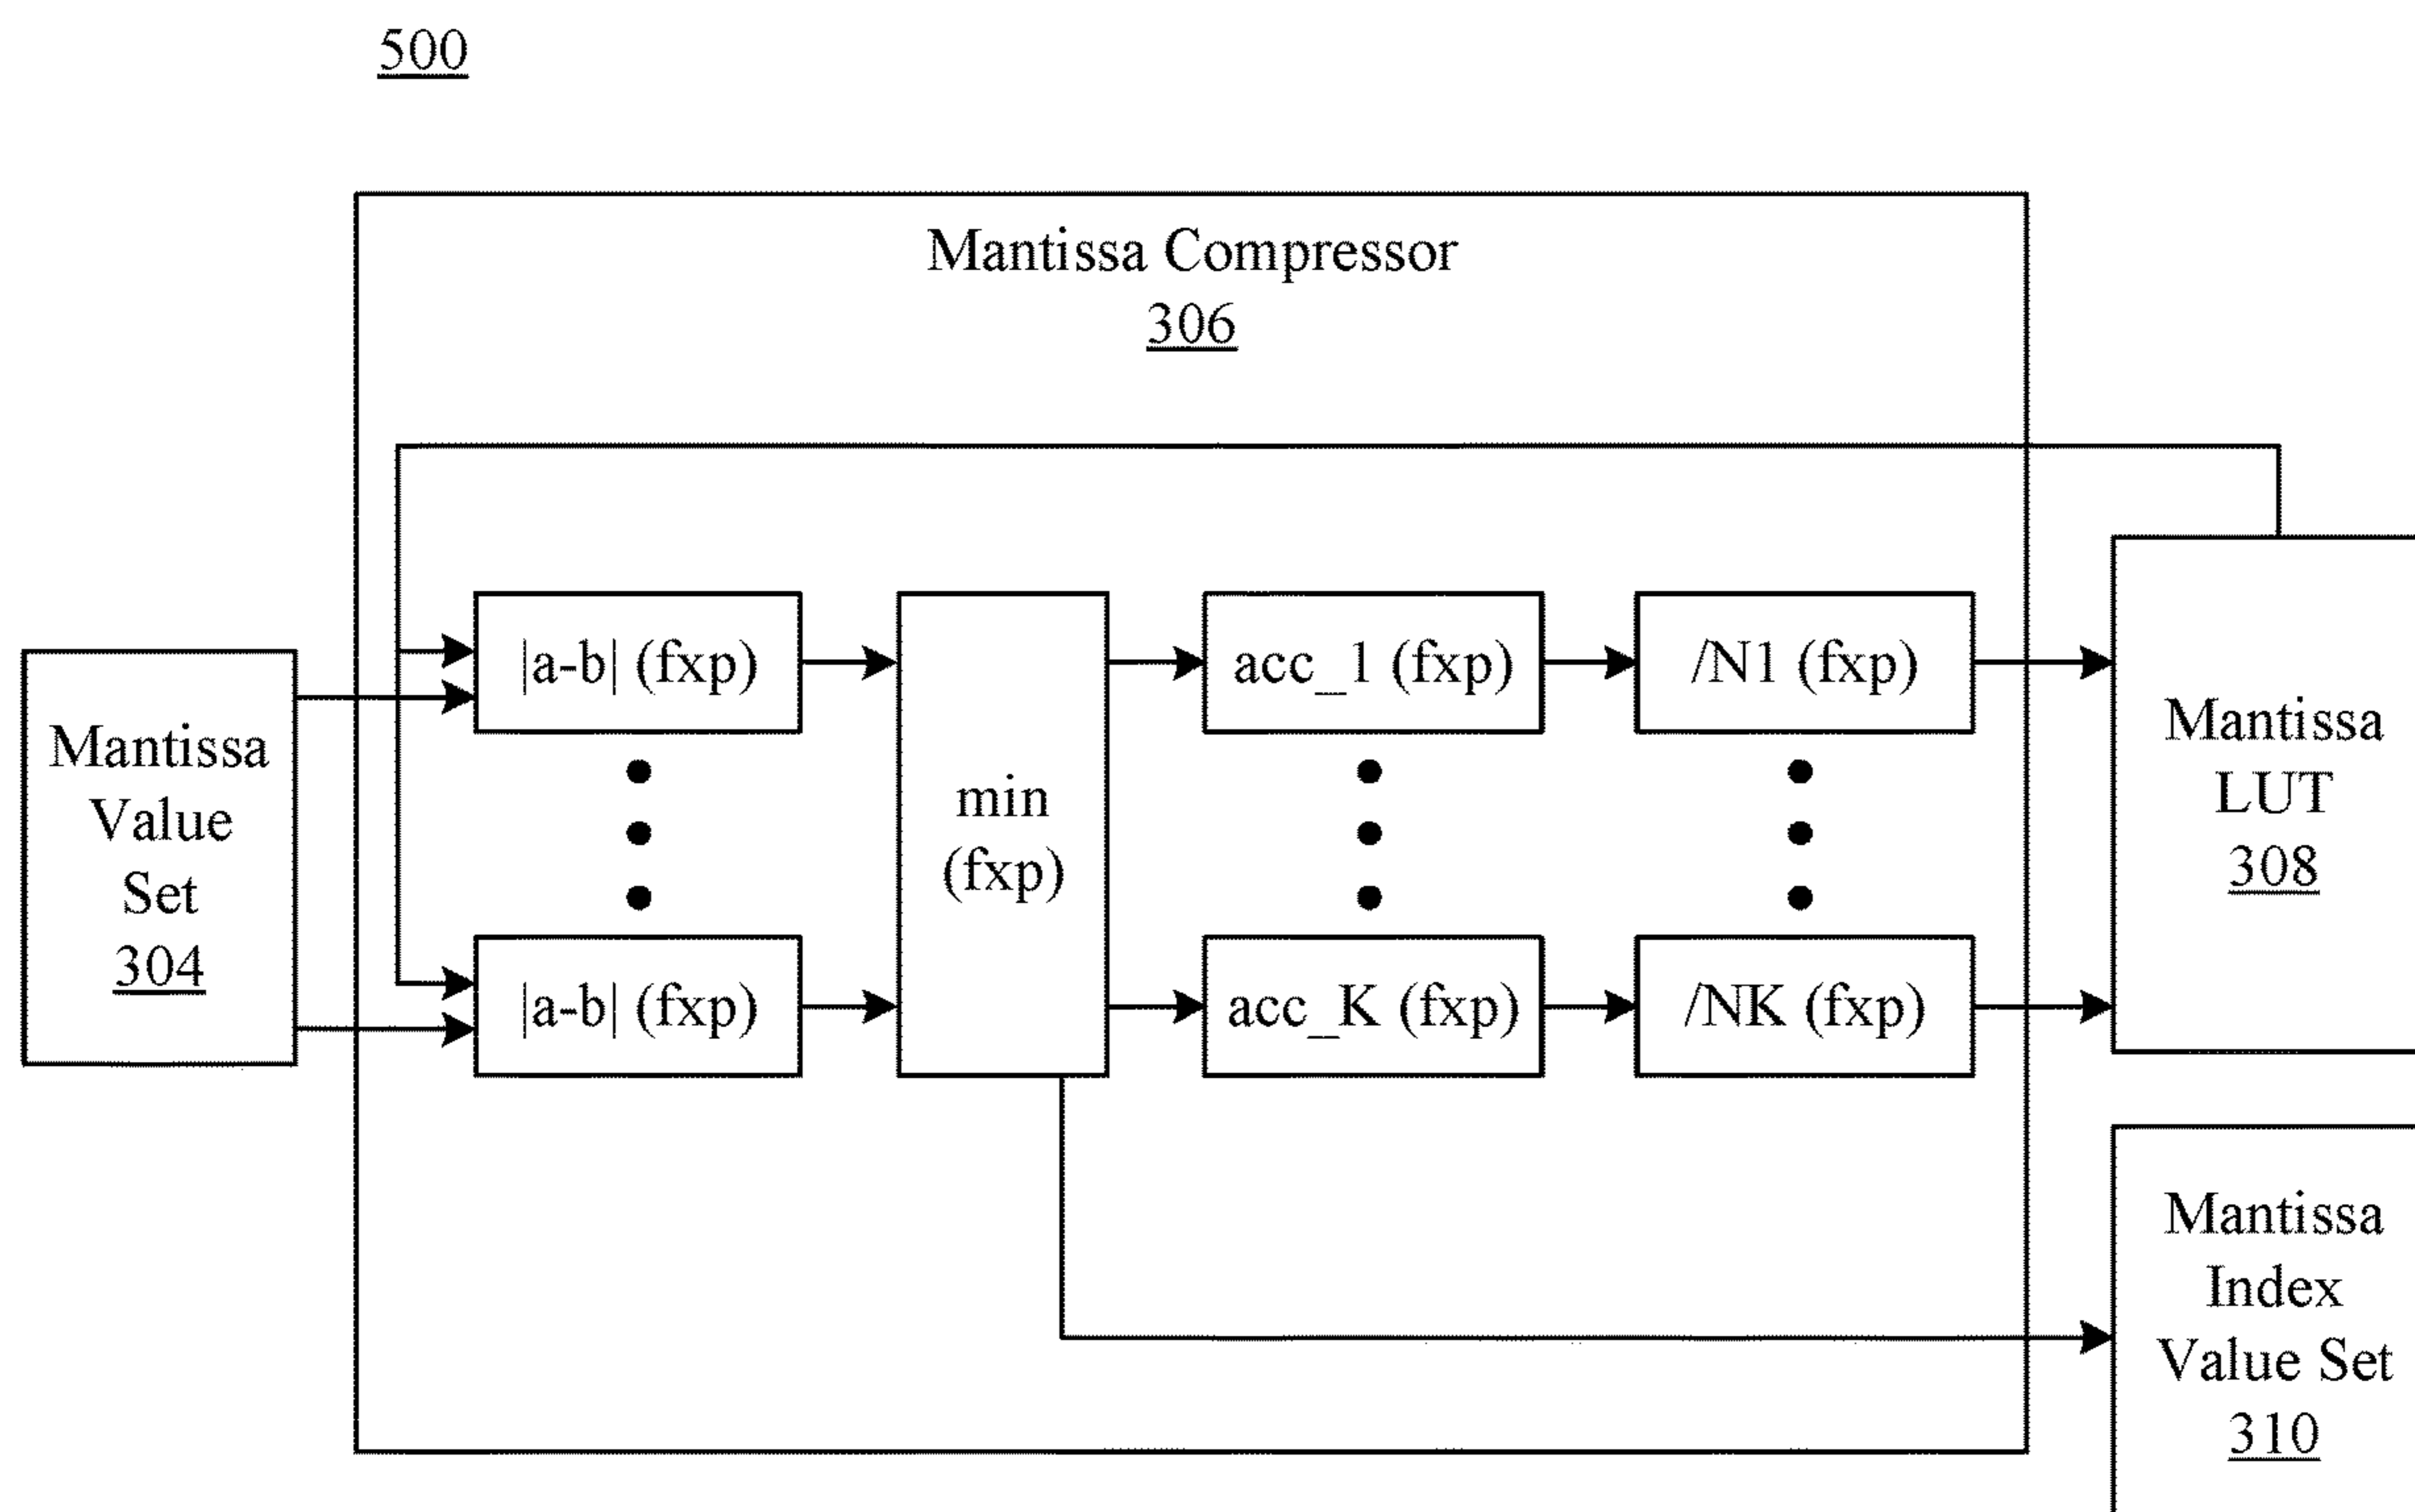 500
Mantissa Compressor
306
Mantissa
Value
Set
304
|a-b| (fxp)
|a-b| (fxp)
min
(fxp)
acc_1 (fxp)
acc_K (fxp)
/N1 (fxp)
/NK (fxp)
Mantissa
LUT
308
Mantissa
Index
Value Set
310